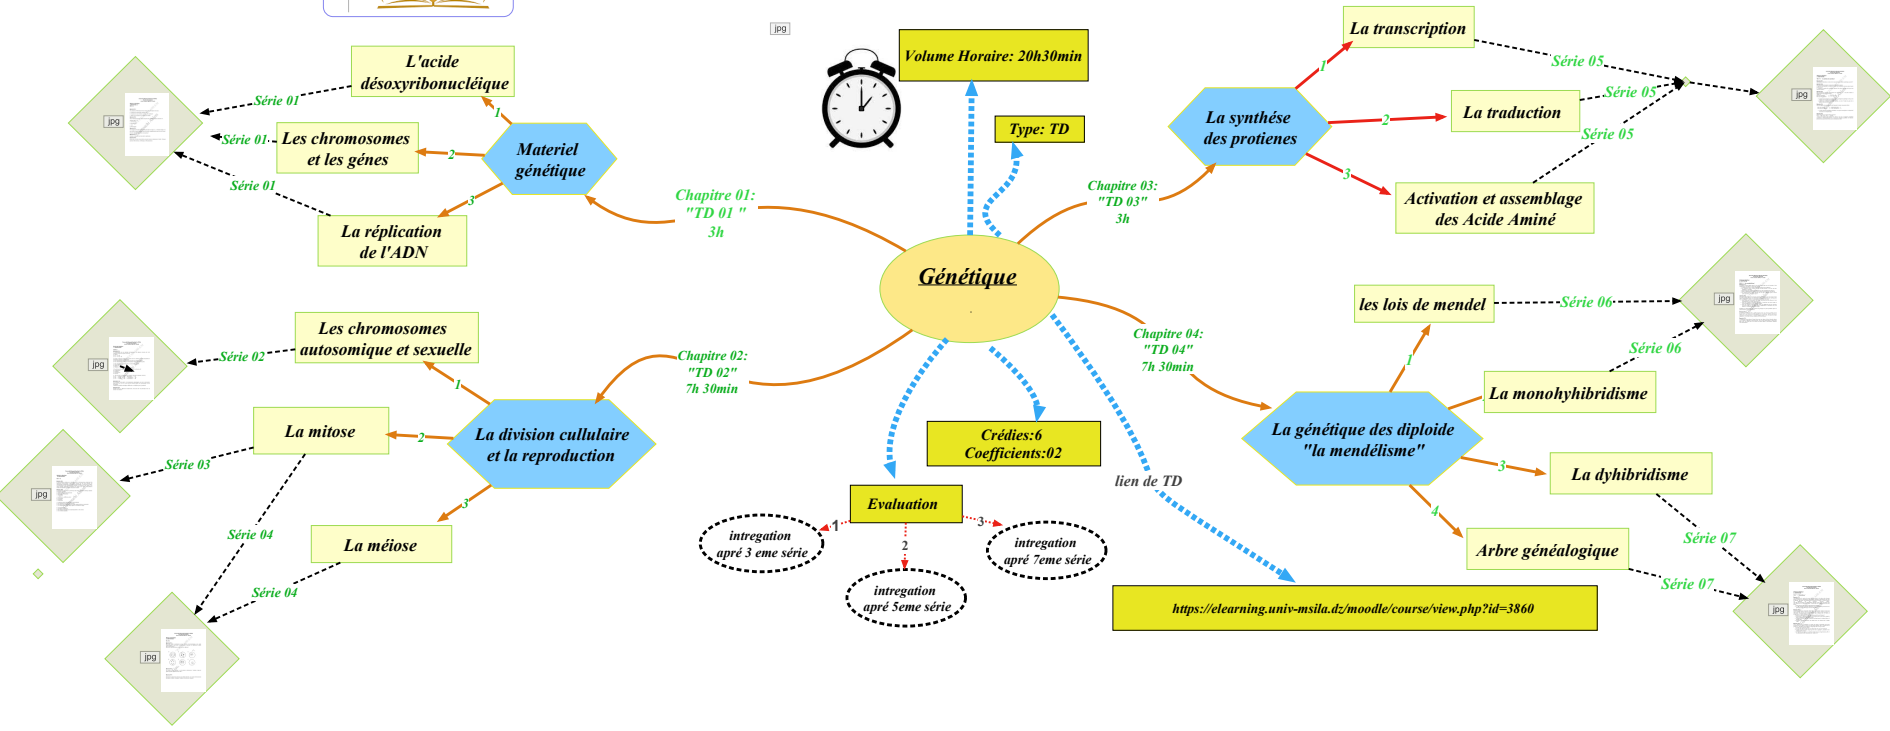 jpg
Volume Horaire: 20h30min
Type: TD
Génétique
.
Chapitre 01:
"TD 01 "
3h
Materiel
génétique
1
L'acide
désoxyribonucléique
Série 01
2
Les chromosomes
et les génes
Série 01
3
La réplication
de l'ADN
Série 01
jpg
Chapitre 02:
"TD 02"
7h 30min
La division cullulaire
et la reproduction
1
Les chromosomes
autosomique et sexuelle
Série 02
jpg
2
La mitose
Série 03
jpg
Série 04
3
La méiose
Série 04
jpg
Chapitre 03:
"TD 03"
3h
La synthése
des protienes
1
La transcription
Série 05
2
La traduction
Série 05
3
Activation et assemblage
des Acide Aminé
Série 05
jpg
Chapitre 04:
"TD 04"
7h 30min
La génétique des diploide
"la mendélisme"
1
les lois de mendel
Série 06
La monohyhibridisme
Série 06
jpg
3
La dyhibridisme
Série 07
4
Arbre généalogique
Série 07
jpg
Crédies:6
Coefficients:02
Evaluation
1
intregation
apré 3 eme série
2
intregation
apré 5eme série
3
intregation
apré 7eme série
lien de TD
https://elearning.univ-msila.dz/moodle/course/view.php?id=3860